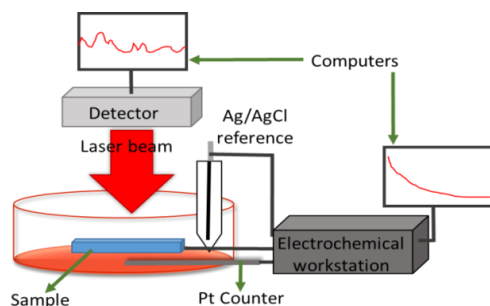 Computers
Detector
Ag/AgCl
reference
Laser beam
Electrochemical
workstation
Sample
Pt Counter